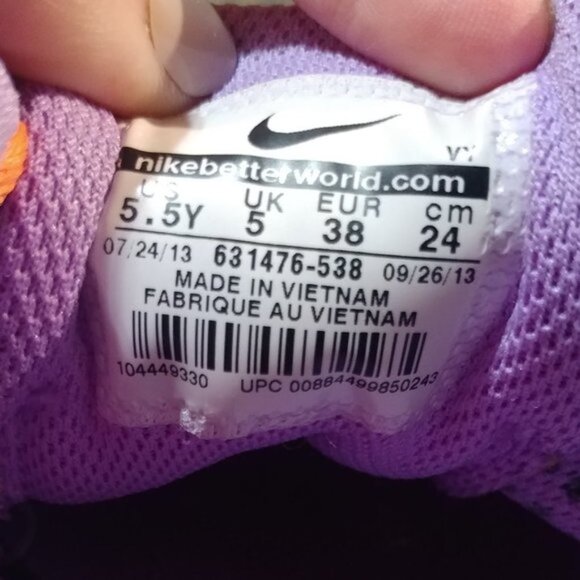 VY
nikebetterworld.com
US UK EUR cm
5.5Y 5 38 24
07/24/13 631476-538 09/26/13
MADE IN VIETNAM
FABRIQUE AU VIETNAM
104449330 UPC 00884499850243